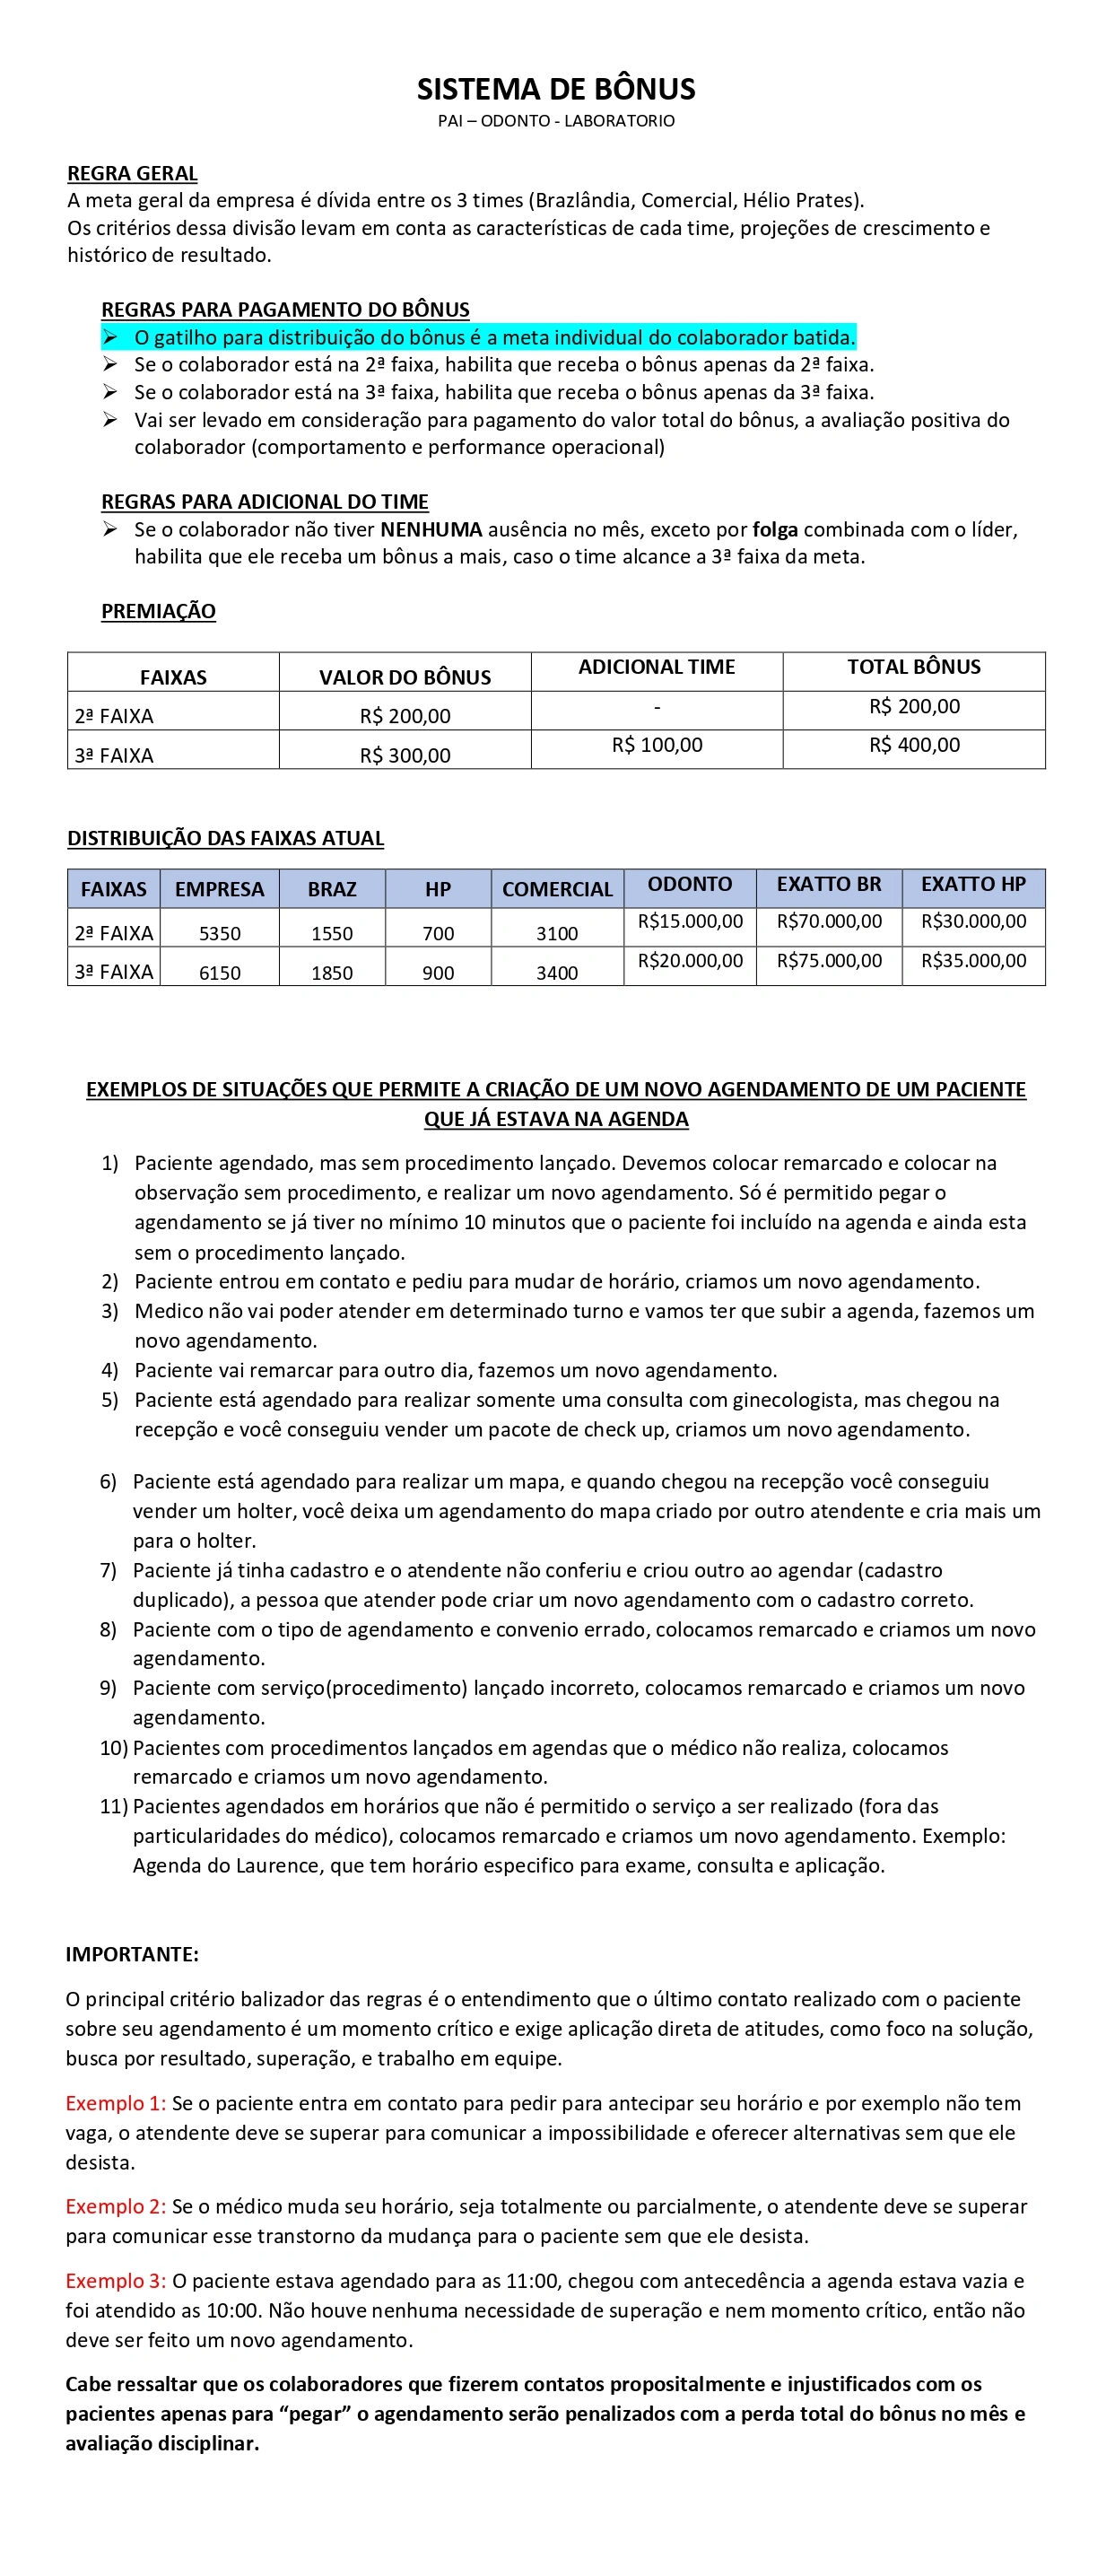 SISTEMA DE BÔNUS
PAI – ODONTO - LABORATORIO
REGRA GERAL
A meta geral da empresa é dívida entre os 3 times (Brazlândia, Comercial, Hélio Prates).
Os critérios dessa divisão levam em conta as características de cada time, projeções de crescimento e
histórico de resultado.
REGRAS PARA PAGAMENTO DO BÔNUS
➢ O gatilho para distribuição do bônus é a meta individual do colaborador batida.
➢ Se o colaborador está na 2ª faixa, habilita que receba o bônus apenas da 2ª faixa.
➢ Se o colaborador está na 3ª faixa, habilita que receba o bônus apenas da 3ª faixa.
➢ Vai ser levado em consideração para pagamento do valor total do bônus, a avaliação positiva do
colaborador (comportamento e performance operacional)
REGRAS PARA ADICIONAL DO TIME
➢ Se o colaborador não tiver NENHUMA ausência no mês, exceto por folga combinada com o líder,
habilita que ele receba um bônus a mais, caso o time alcance a 3ª faixa da meta.
PREMIAÇÃO
FAIXAS VALOR DO BÔNUS ADICIONAL TIME TOTAL BÔNUS
2ª FAIXA R$ 200,00 - R$ 200,00
3ª FAIXA R$ 300,00 R$ 100,00 R$ 400,00
DISTRIBUIÇÃO DAS FAIXAS ATUAL
FAIXAS EMPRESA BRAZ HP COMERCIAL ODONTO EXATTO BR EXATTO HP
2ª FAIXA 5350 1550 700 3100 R$15.000,00 R$70.000,00 R$30.000,00
3ª FAIXA 6150 1850 900 3400 R$20.000,00 R$75.000,00 R$35.000,00
EXEMPLOS DE SITUAÇÕES QUE PERMITE A CRIAÇÃO DE UM NOVO AGENDAMENTO DE UM PACIENTE
QUE JÁ ESTAVA NA AGENDA
1) Paciente agendado, mas sem procedimento lançado. Devemos colocar remarcado e colocar na
observação sem procedimento, e realizar um novo agendamento. Só é permitido pegar o
agendamento se já tiver no mínimo 10 minutos que o paciente foi incluído na agenda e ainda esta
sem o procedimento lançado.
2) Paciente entrou em contato e pediu para mudar de horário, criamos um novo agendamento.
3) Medico não vai poder atender em determinado turno e vamos ter que subir a agenda, fazemos um
novo agendamento.
4) Paciente vai remarcar para outro dia, fazemos um novo agendamento.
5) Paciente está agendado para realizar somente uma consulta com ginecologista, mas chegou na
recepção e você conseguiu vender um pacote de check up, criamos um novo agendamento.
6) Paciente está agendado para realizar um mapa, e quando chegou na recepção você conseguiu
vender um holter, você deixa um agendamento do mapa criado por outro atendente e cria mais um
para o holter.
7) Paciente já tinha cadastro e o atendente não conferiu e criou outro ao agendar (cadastro
duplicado), a pessoa que atender pode criar um novo agendamento com o cadastro correto.
8) Paciente com o tipo de agendamento e convenio errado, colocamos remarcado e criamos um novo
agendamento.
9) Paciente com serviço(procedimento) lançado incorreto, colocamos remarcado e criamos um novo
agendamento.
10) Pacientes com procedimentos lançados em agendas que o médico não realiza, colocamos
remarcado e criamos um novo agendamento.
11) Pacientes agendados em horários que não é permitido o serviço a ser realizado (fora das
particularidades do médico), colocamos remarcado e criamos um novo agendamento. Exemplo:
Agenda do Laurence, que tem horário especifico para exame, consulta e aplicação.
IMPORTANTE:
O principal critério balizador das regras é o entendimento que o último contato realizado com o paciente
sobre seu agendamento é um momento crítico e exige aplicação direta de atitudes, como foco na solução,
busca por resultado, superação, e trabalho em equipe.
Exemplo 1: Se o paciente entra em contato para pedir para antecipar seu horário e por exemplo não tem
vaga, o atendente deve se superar para comunicar a impossibilidade e oferecer alternativas sem que ele
desista.
Exemplo 2: Se o médico muda seu horário, seja totalmente ou parcialmente, o atendente deve se superar
para comunicar esse transtorno da mudança para o paciente sem que ele desista.
Exemplo 3: O paciente estava agendado para as 11:00, chegou com antecedência a agenda estava vazia e
foi atendido as 10:00. Não houve nenhuma necessidade de superação e nem momento crítico, então não
deve ser feito um novo agendamento.
Cabe ressaltar que os colaboradores que fizerem contatos propositalmente e injustificados com os
pacientes apenas para “pegar” o agendamento serão penalizados com a perda total do bônus no mês e
avaliação disciplinar.